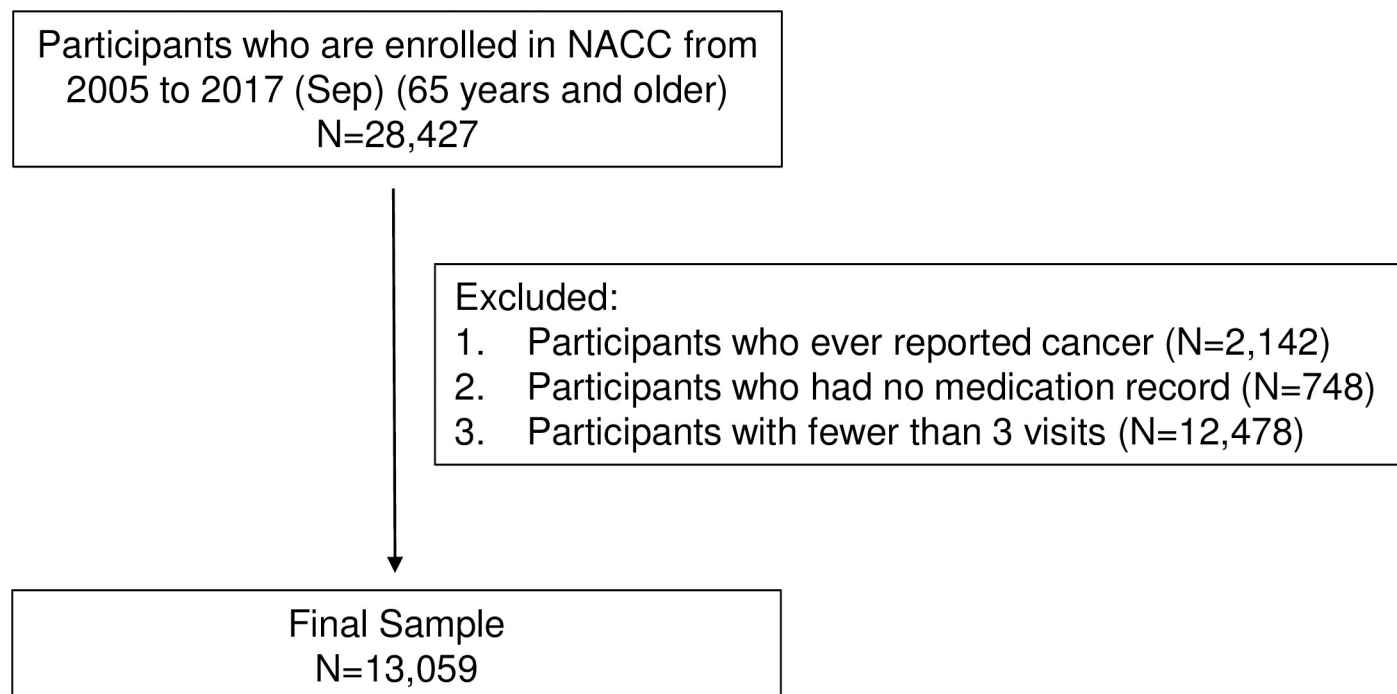 Participants who are enrolled in NACC from
2005 to 2017 (Sep) (65 years and older)
N=28,427
Excluded:
1. Participants who ever reported cancer (N=2,142)
2. Participants who had no medication record (N=748)
3. Participants with fewer than 3 visits (N=12,478)
Final Sample
N=13,059